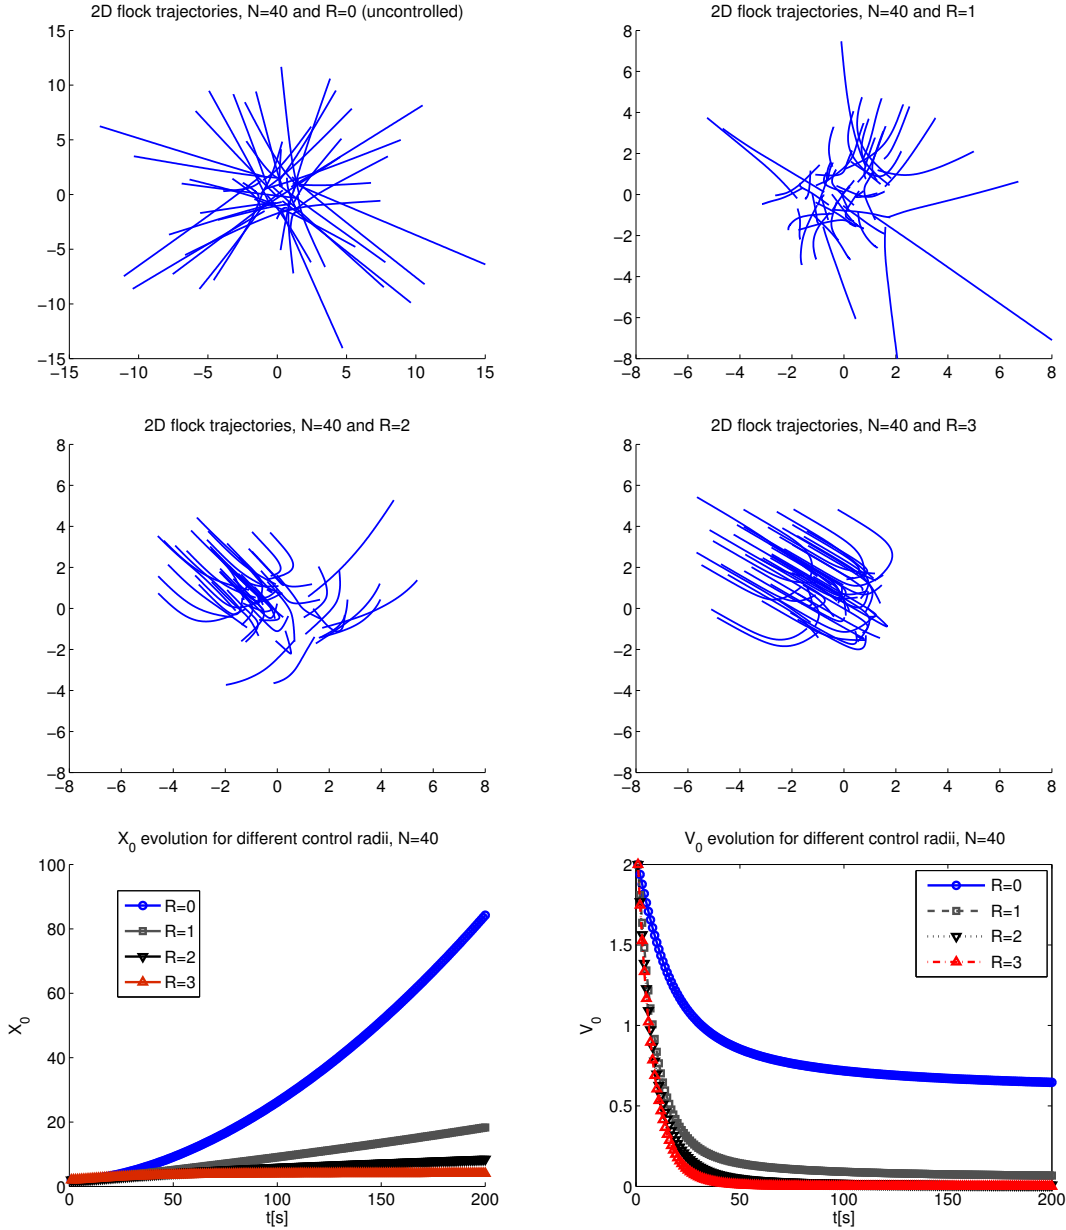 2D flock trajectories, N=40 and R=0 (uncontrolled)
15
10
5
0
−5
−10
−15
−15 −10 −5 0 5 10 15
2D flock trajectories, N=40 and R=1
8
6
4
2
0
−2
−4
−6
−8
−8 −6 −4 −2 0 2 4 6 8
2D flock trajectories, N=40 and R=2
8
6
4
2
0
−2
−4
−6
−8
−8 −6 −4 −2 0 2 4 6 8
2D flock trajectories, N=40 and R=3
8
6
4
2
0
−2
−4
−6
−8
−8 −6 −4 −2 0 2 4 6 8
X_0 evolution for different control radii, N=40
100
80
60
40
20
0
X_0
R=0
R=1
R=2
R=3
0 50 100 150 200
t[s]
V_0 evolution for different control radii, N=40
2
1.5
1
0.5
0
V_0
R=0
R=1
R=2
R=3
0 50 100 150 200
t[s]